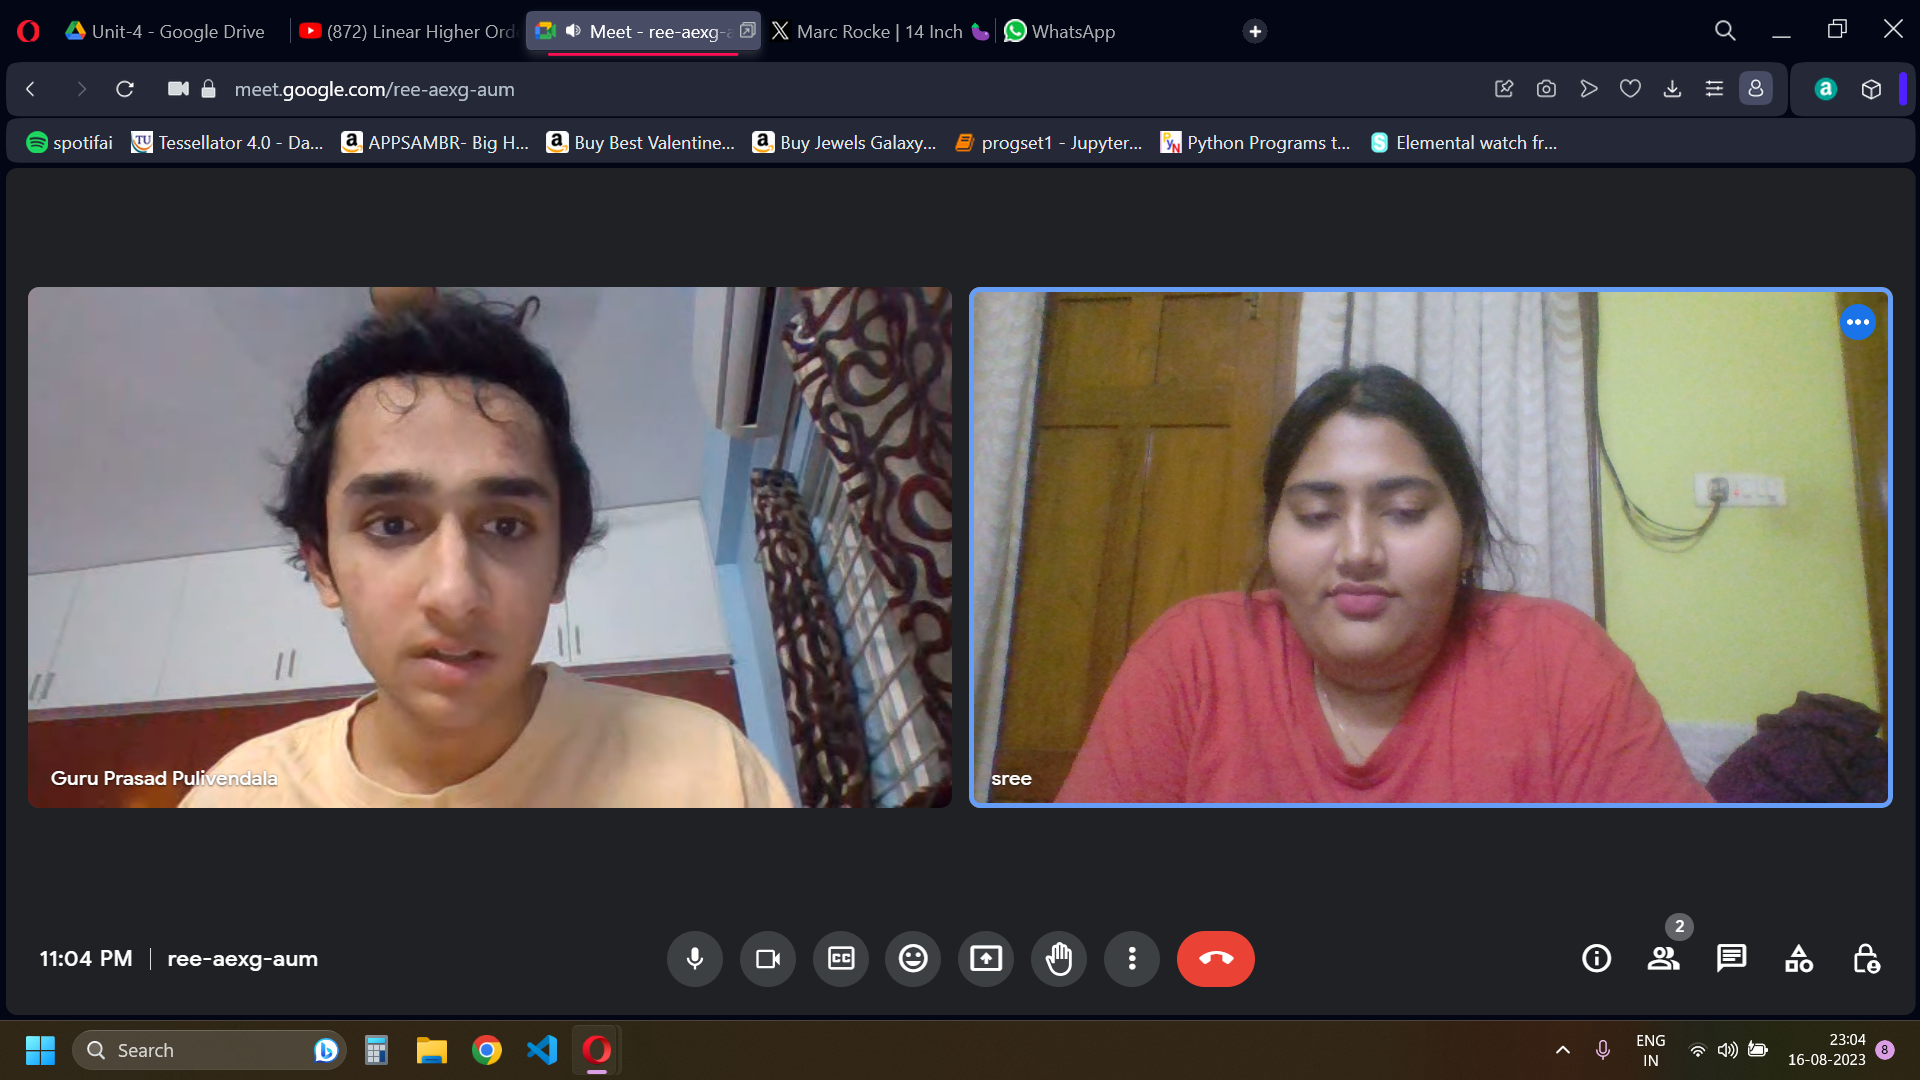 Unit-4 - Google Drive
(872) Linear Higher Ord
Meet - ree-aexg-a
Marc Rocke | 14 Inch 🍆
WhatsApp
meet.google.com/ree-aexg-aum
a
spotifai
TU
Tessellator 4.0 - Da...
a
APPSAMBR- Big H...
a
Buy Best Valentine...
a
Buy Jewels Galaxy...
progset1 - Jupyter...
Python Programs t...
S
Elemental watch fr...
Guru Prasad Pulivendala
sree
11:04 PM | ree-aexg-aum
CC
2
Search
ENG
IN
23:04
16-08-2023
8